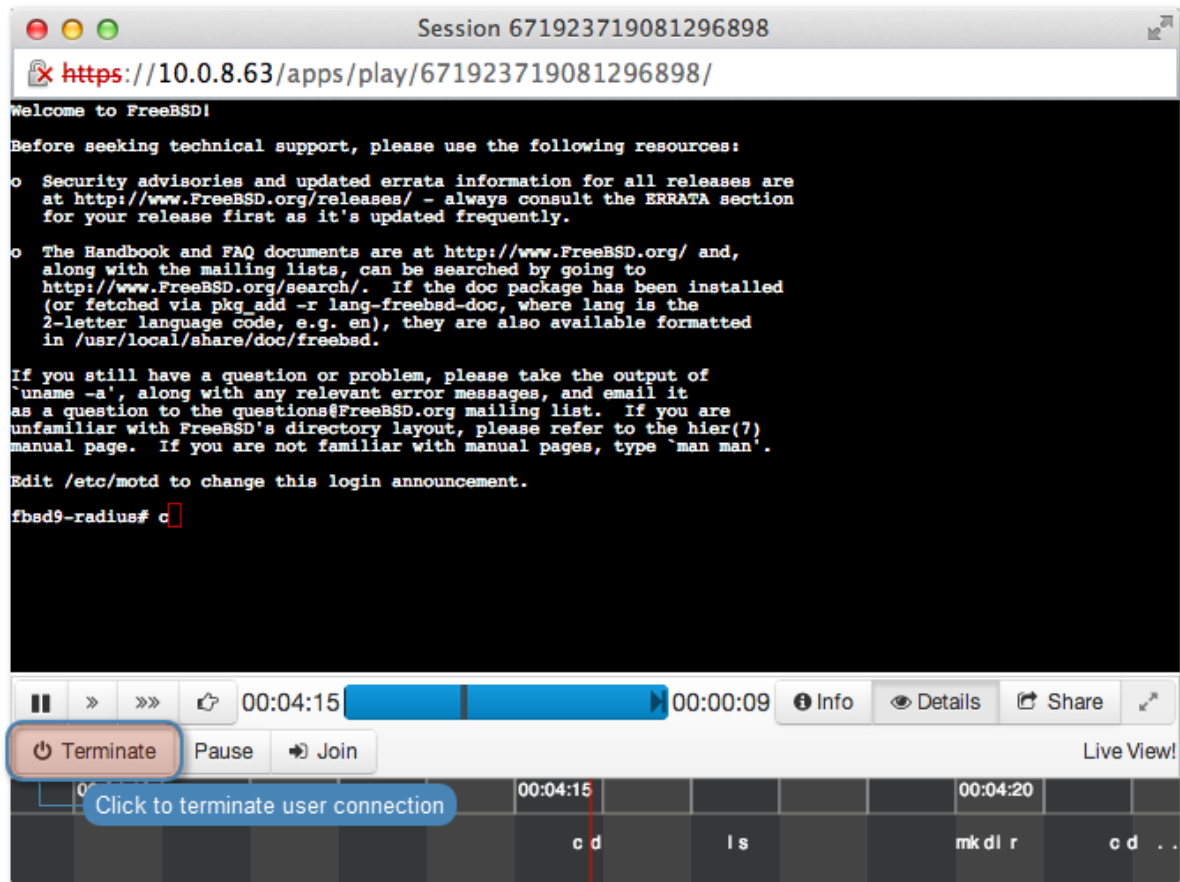 Session 671923719081296898
https://10.0.8.63/apps/play/671923719081296898/
Welcome to FreeBSD!
Before seeking technical support, please use the following resources:
o  Security advisories and updated errata information for all releases are
at http://www.FreeBSD.org/releases/ - always consult the ERRATA section
for your release first as it's updated frequently.
o  The Handbook and FAQ documents are at http://www.FreeBSD.org/ and,
along with the mailing lists, can be searched by going to
http://www.FreeBSD.org/search/.  If the doc package has been installed
(or fetched via pkg_add -r lang-freebsd-doc, where lang is the
2-letter language code, e.g. en), they are also available formatted
in /usr/local/share/doc/freebsd.
If you still have a question or problem, please take the output of
`uname -a', along with any relevant error messages, and email it
as a question to the questions@FreeBSD.org mailing list.  If you are
unfamiliar with FreeBSD's directory layout, please refer to the hier(7)
manual page.  If you are not familiar with manual pages, type `man man'.
Edit /etc/motd to change this login announcement.
fbsd9-radius# c
00:04:15 00:00:09 Info Details Share
Terminate Pause Join Live View!
00:04:15 00:04:20
Click to terminate user connection
c d l s mk di r c d . .